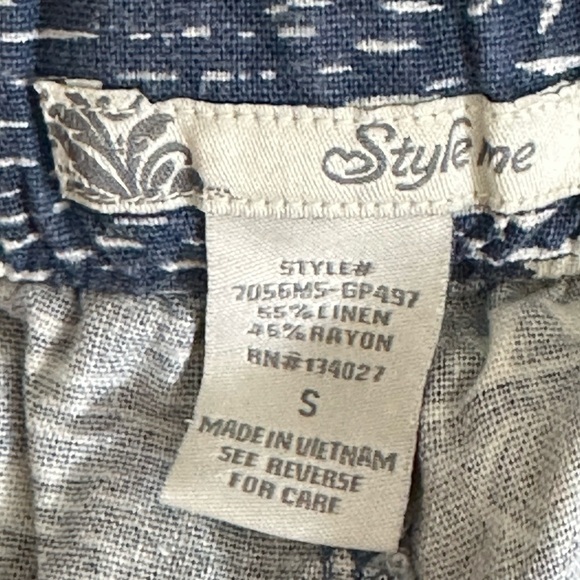 Style me
STYLE#
7056MS-GP497
55% LINEN
46% RAYON
RN#134027
S
MADE IN VIETNAM
SEE REVERSE
FOR CARE